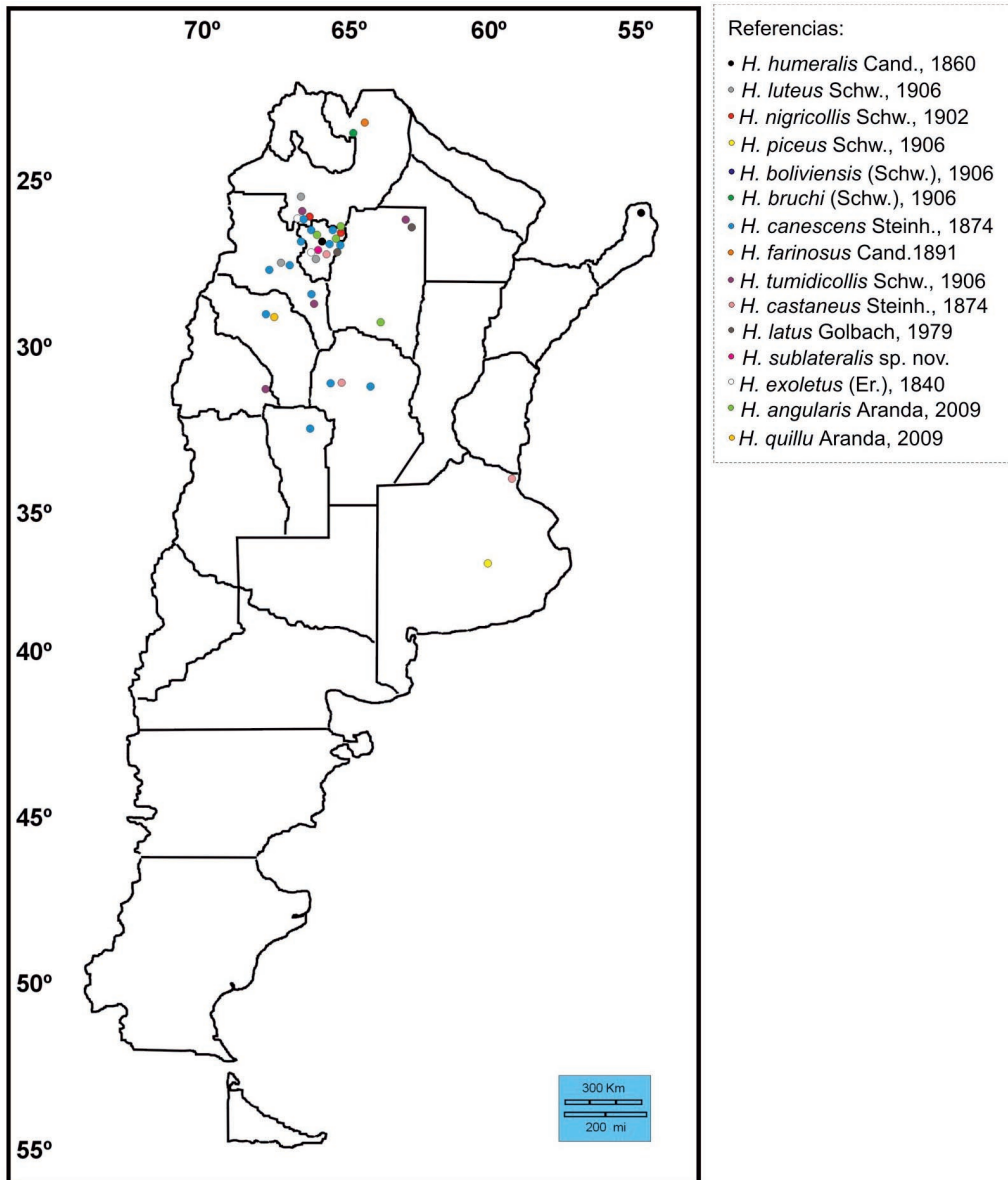 70º 65º 60º 55º
25º
30º
35º
40º
45º
50º
55º
300 Km
200 mi
Referencias:
H. humeralis Cand., 1860
H. luteus Schw., 1906
H. nigricollis Schw., 1902
H. piceus Schw., 1906
H. boliviensis (Schw.), 1906
H. bruchi (Schw.), 1906
H. canescens Steinh., 1874
H. farinosus Cand.1891
H. tumidicollis Schw., 1906
H. castaneus Steinh., 1874
H. latus Golbach, 1979
H. sublateralis sp. nov.
H. exoletus (Er.), 1840
H. angularis Aranda, 2009
H. quillu Aranda, 2009